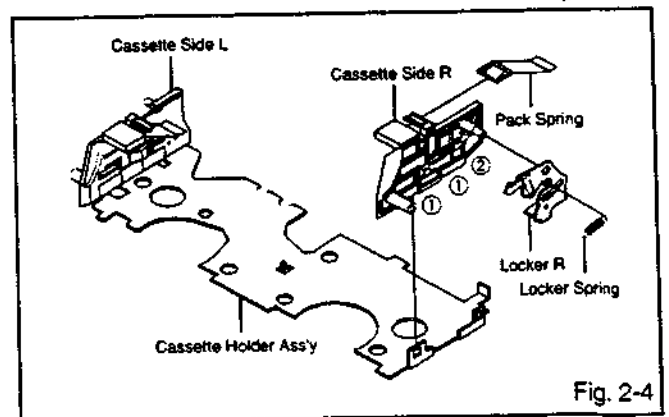 Cassette Side L
Cassette Side R
Pack Spring
① ① ②
Locker R
Locker Spring
Cassette Holder Ass'y
Fig. 2-4